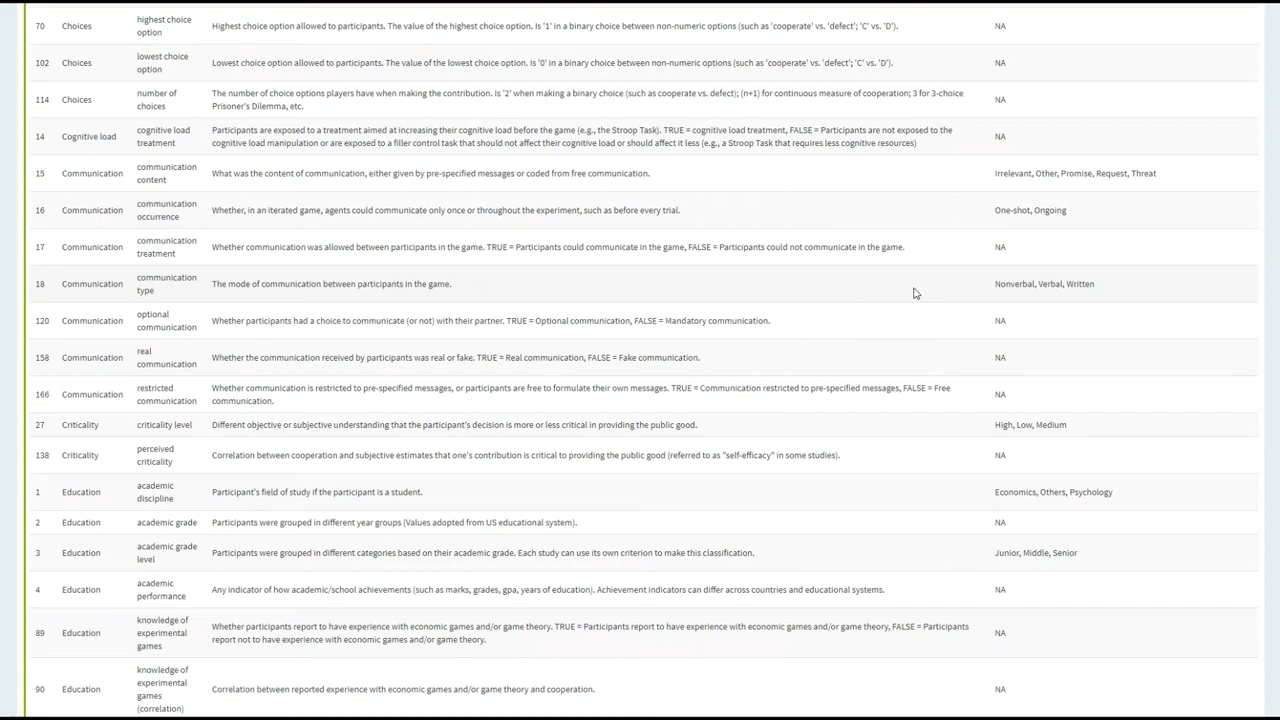 70 Choices highest choice option Highest choice option allowed to participants. The value of the highest choice option. Is '1' in a binary choice between non-numeric options (such as 'cooperate' vs. 'defect'; 'C' vs. 'D'). NA
102 Choices lowest choice option Lowest choice option allowed to participants. The value of the lowest choice option. Is '0' in a binary choice between non-numeric options (such as 'cooperate' vs. 'defect'; 'C' vs. 'D'). NA
114 Choices number of choices The number of choice options players have when making the contribution. Is '2' when making a binary choice (such as cooperate vs. defect); (n+1) for continuous measure of cooperation; 3 for 3-choice Prisoner's Dilemma, etc. NA
14 Cognitive load cognitive load treatment Participants are exposed to a treatment aimed at increasing their cognitive load before the game (e.g., the Stroop Task). TRUE = cognitive load treatment, FALSE = Participants are not exposed to the cognitive load manipulation or are exposed to a filler control task that should not affect their cognitive load or should affect it less (e.g., a Stroop Task that requires less cognitive resources) NA
15 Communication communication content What was the content of communication, either given by pre-specified messages or coded from free communication. Irrelevant, Other, Promise, Request, Threat
16 Communication communication occurrence Whether, in an iterated game, agents could communicate only once or throughout the experiment, such as before every trial. One-shot, Ongoing
17 Communication communication treatment Whether communication was allowed between participants in the game. TRUE = Participants could communicate in the game, FALSE = Participants could not communicate in the game. NA
18 Communication communication type The mode of communication between participants in the game. Nonverbal, Verbal, Written
120 Communication optional communication Whether participants had a choice to communicate (or not) with their partner. TRUE = Optional communication, FALSE = Mandatory communication. NA
158 Communication real communication Whether the communication received by participants was real or fake. TRUE = Real communication, FALSE = Fake communication. NA
166 Communication restricted communication Whether communication is restricted to pre-specified messages, or participants are free to formulate their own messages. TRUE = Communication restricted to pre-specified messages, FALSE = Free communication. NA
27 Criticality criticality level Different objective or subjective understanding that the participant's decision is more or less critical in providing the public good. High, Low, Medium
138 Criticality perceived criticality Correlation between cooperation and subjective estimates that one's contribution is critical to providing the public good (referred to as "self-efficacy" in some studies). NA
1 Education academic discipline Participant's field of study if the participant is a student. Economics, Others, Psychology
2 Education academic grade Participants were grouped in different year groups (Values adopted from US educational system). NA
3 Education academic grade level Participants were grouped in different categories based on their academic grade. Each study can use its own criterion to make this classification. Junior, Middle, Senior
4 Education academic performance Any indicator of how academic/school achievements (such as marks, grades, gpa, years of education). Achievement indicators can differ across countries and educational systems. NA
89 Education knowledge of experimental games Whether participants report to have experience with economic games and/or game theory. TRUE = Participants report to have experience with economic games and/or game theory, FALSE = Participants report not to have experience with economic games and/or game theory. NA
90 Education knowledge of experimental games (correlation) Correlation between reported experience with economic games and/or game theory and cooperation. NA